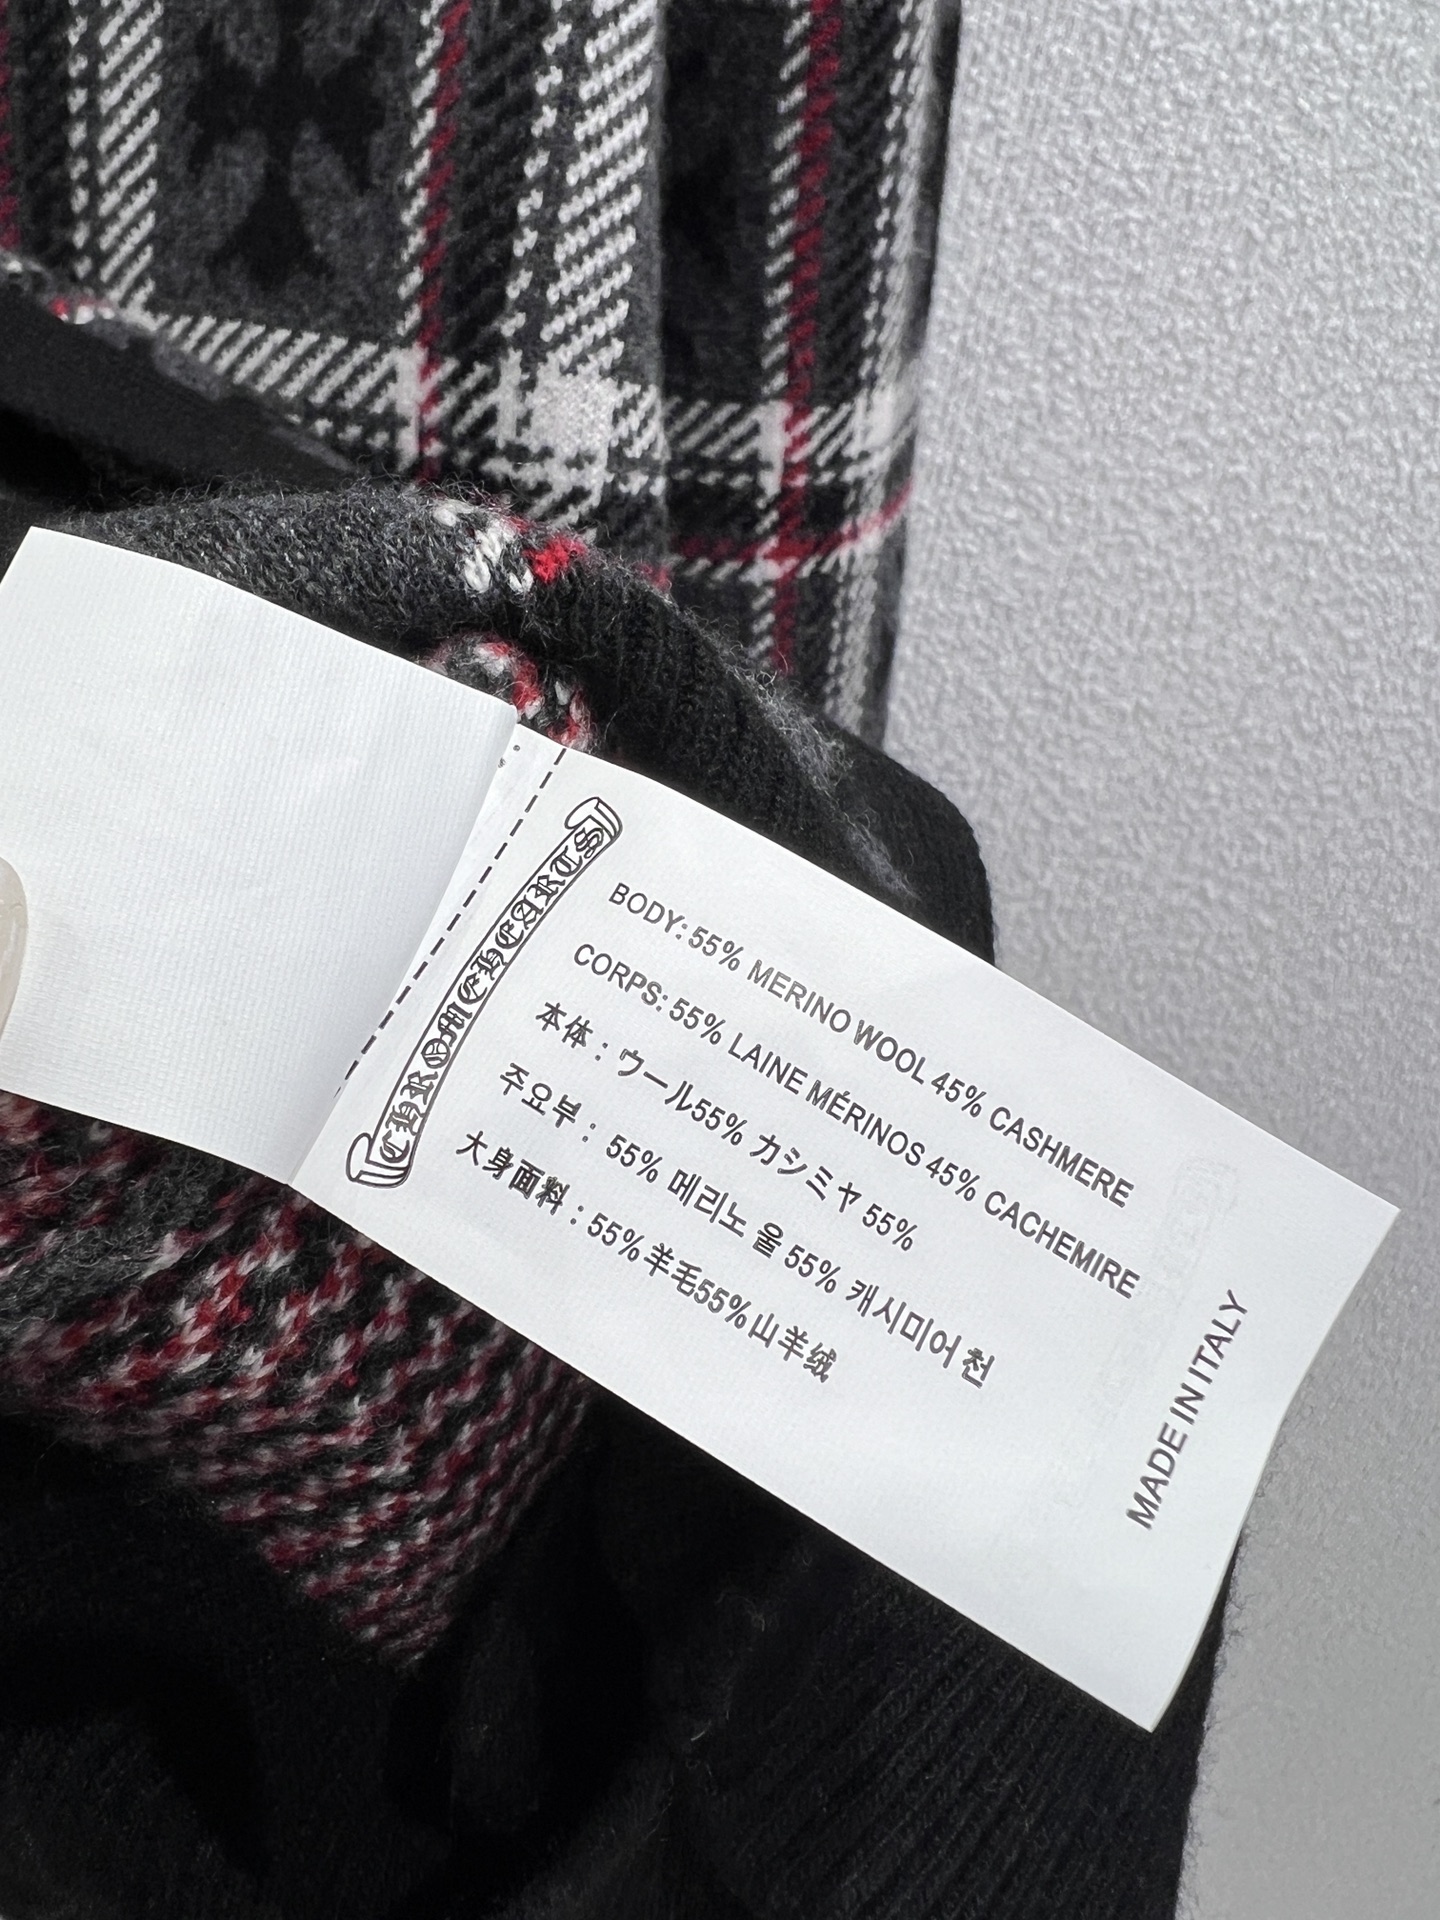 CHROME HEARTS
BODY: 55% MERINO WOOL 45% CASHMERE
CORPS: 55% LAINE MÉRINOS 45% CACHEMIRE
本体：ウール55% カシミヤ 55%
주요부：55% 메리노 울 55% 캐시미어 천
大身面料：55%羊毛55%山羊绒
MADE IN ITALY